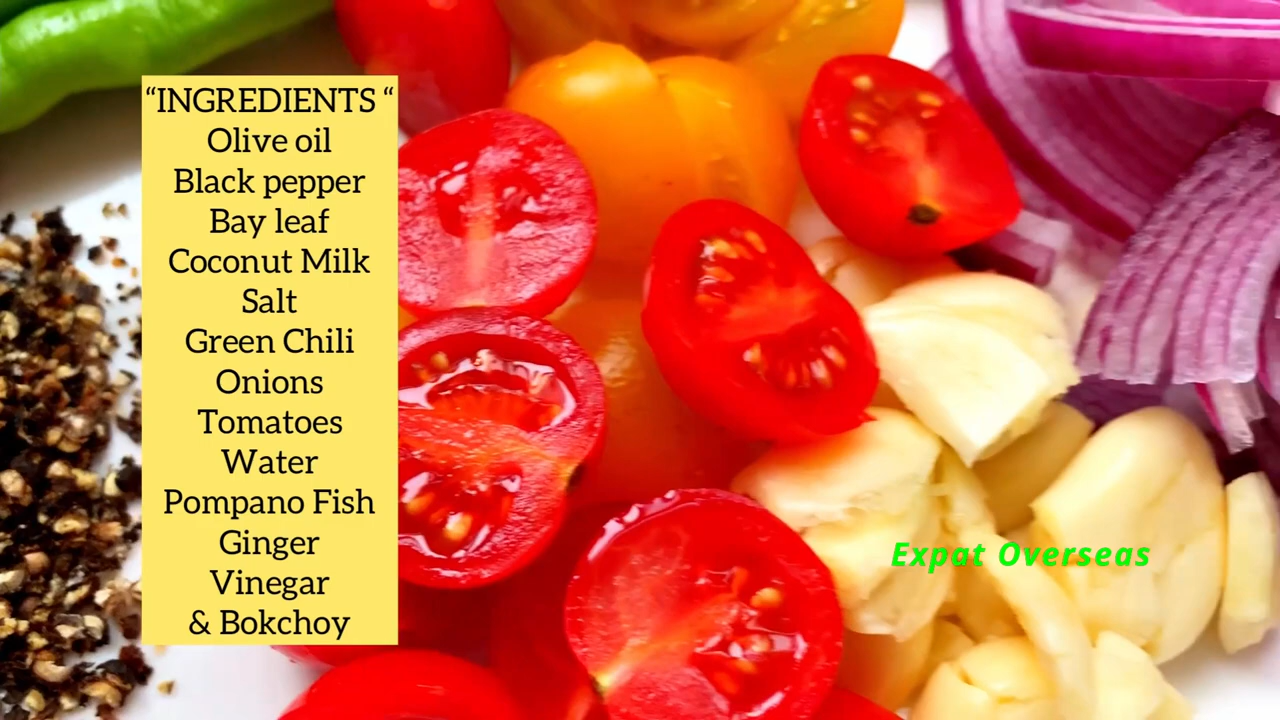 “INGREDIENTS “
Olive oil
Black pepper
Bay leaf
Coconut Milk
Salt
Green Chili
Onions
Tomatoes
Water
Pompano Fish
Ginger
Vinegar
& Bokchoy
Expat Overseas